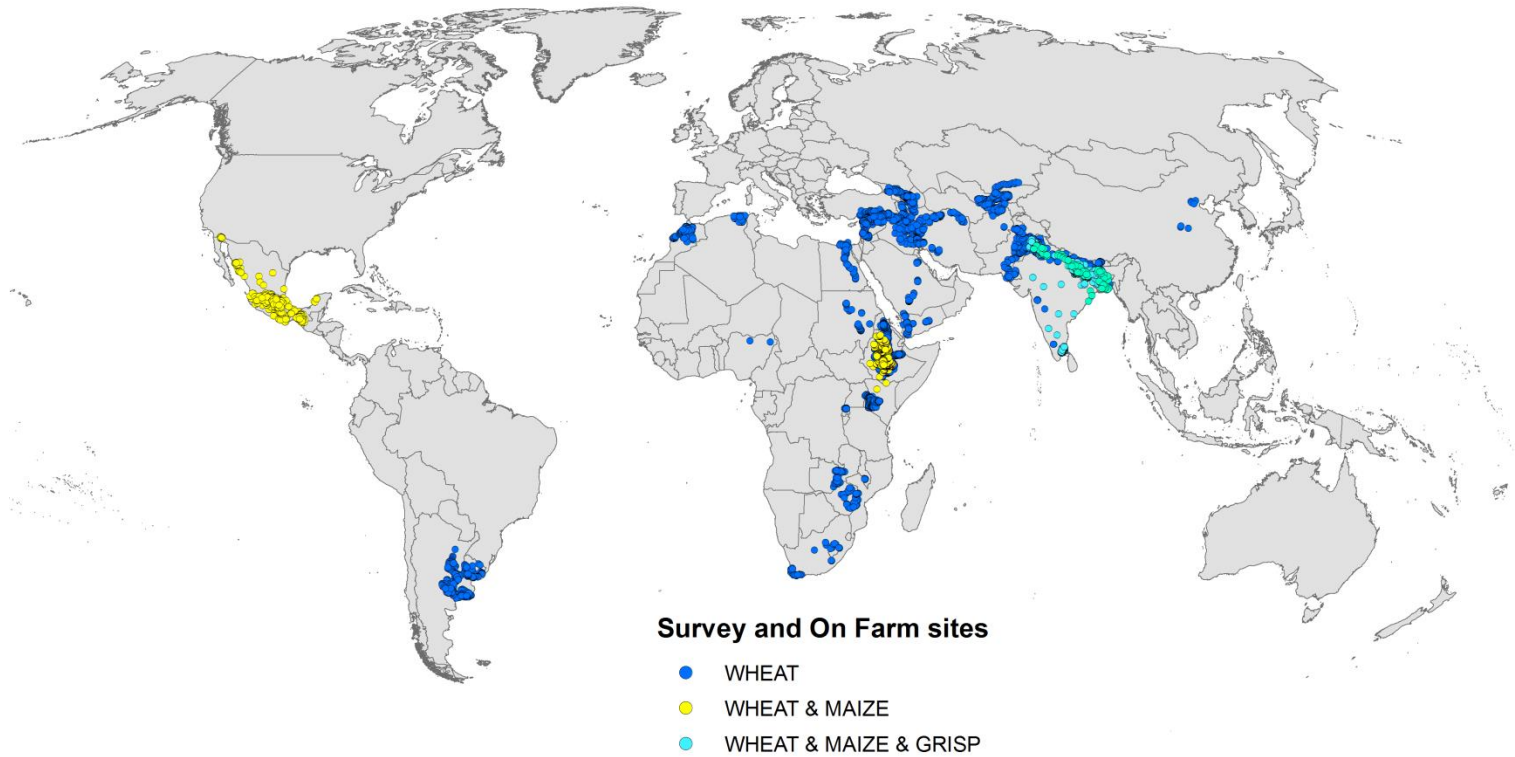 Survey and On Farm sites
WHEAT
WHEAT & MAIZE
WHEAT & MAIZE & GRISP